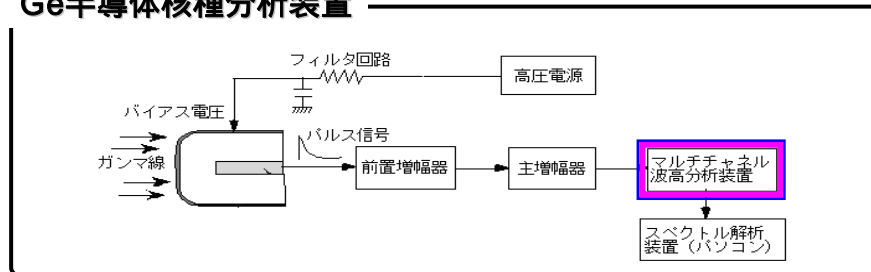 Ge半導体核種分析装置
フィルタ回路
高圧電源
バイアス電圧
パルス信号
ガンマ線
前置増幅器
主増幅器
マルチチャネル
波高分析装置
スペクトル解析
装置（パソコン）